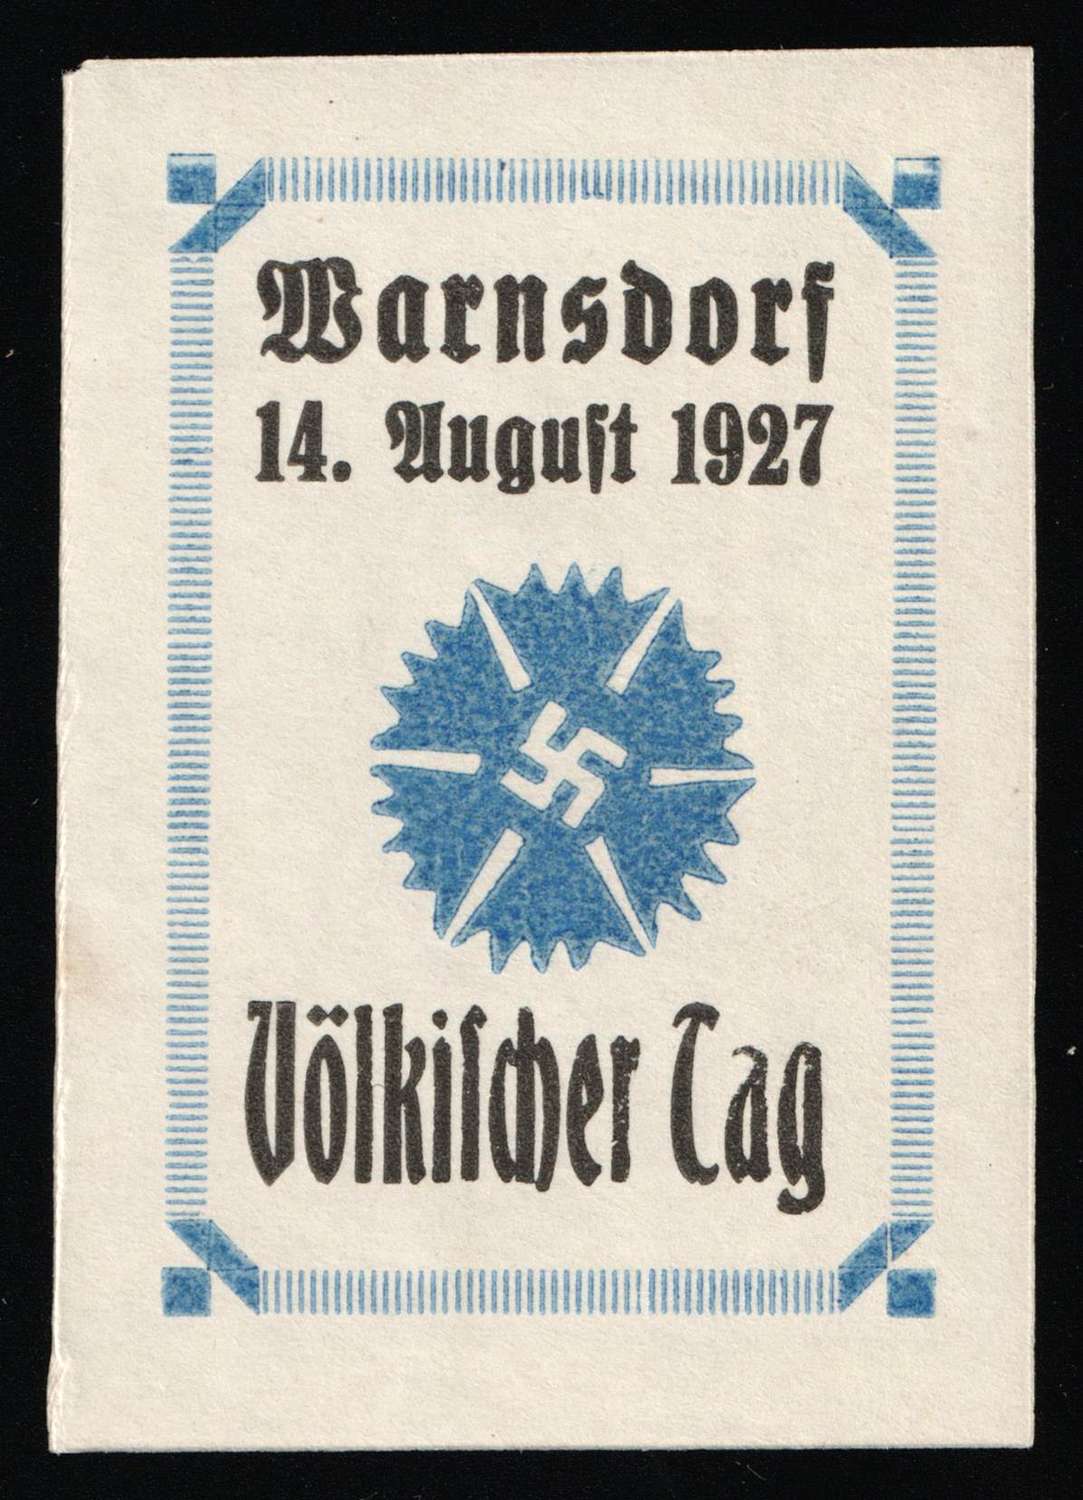 Warnsdorf
14. Auguſt 1927
Völkiſcher Tag